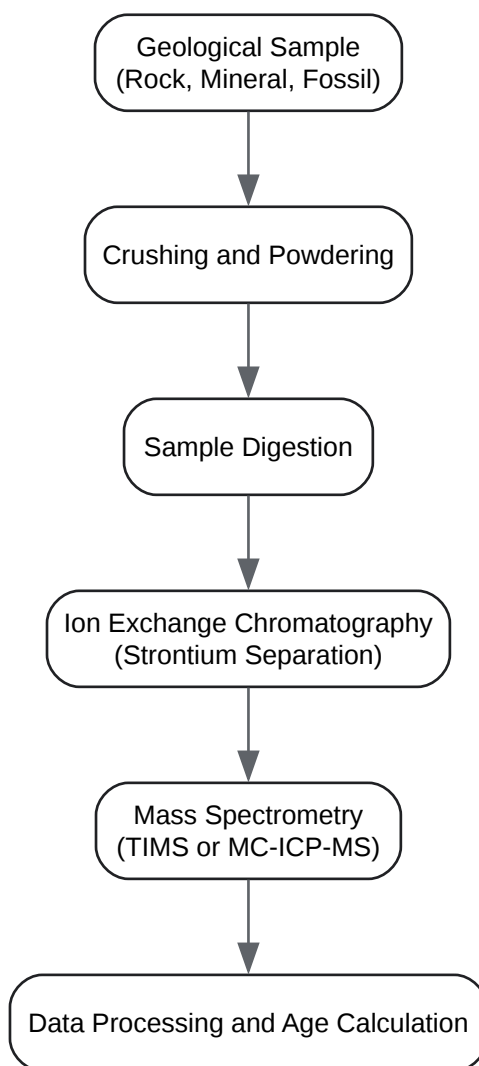 Geological Sample
(Rock, Mineral, Fossil)
Crushing and Powdering
Sample Digestion
Ion Exchange Chromatography
(Strontium Separation)
Mass Spectrometry
(TIMS or MC-ICP-MS)
Data Processing and Age Calculation